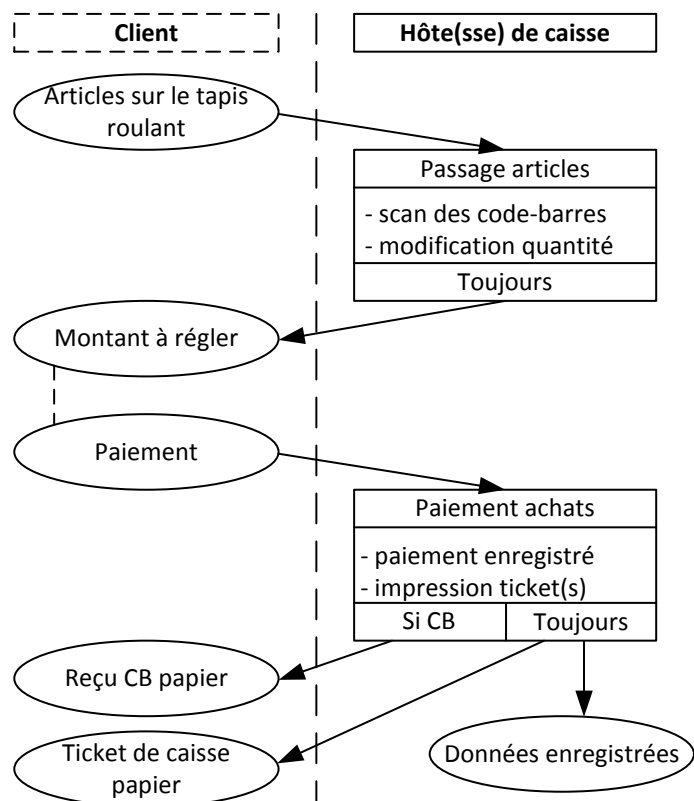 Client
Hôte(sse) de caisse
Articles sur le tapis
roulant
Passage articles
- scan des code-barres
- modification quantité
Toujours
Montant à régler
Paiement
Paiement achats
- paiement enregistré
- impression ticket(s)
Si CB
Toujours
Reçu CB papier
Ticket de caisse
papier
Données enregistrées